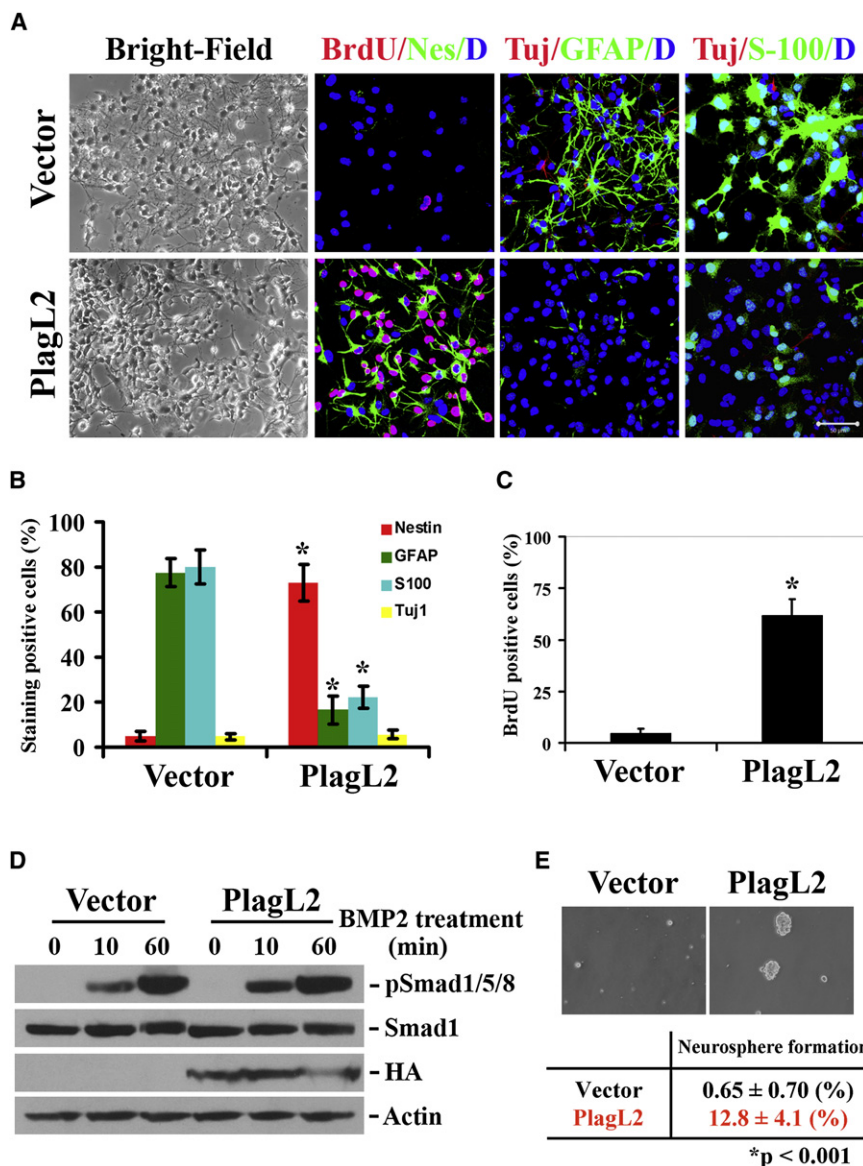 A
Bright-Field BrdU/Nes/D Tuj/GFAP/D Tuj/S-100/D
Vector
PlagL2
50 μm
B
Staining positive cells (%)
100
80
60
40
20
0
Nestin
GFAP
S100
Tuj1
*
* *
Vector PlagL2
C
BrdU positive cells (%)
100
75
50
25
0
*
Vector PlagL2
D
Vector PlagL2 BMP2 treatment
0 10 60 0 10 60 (min)
- pSmad1/5/8
- Smad1
- HA
- Actin
E
Vector PlagL2
Neurosphere formation
Vector 0.65 ± 0.70 (%)
PlagL2 12.8 ± 4.1 (%)
*p < 0.001